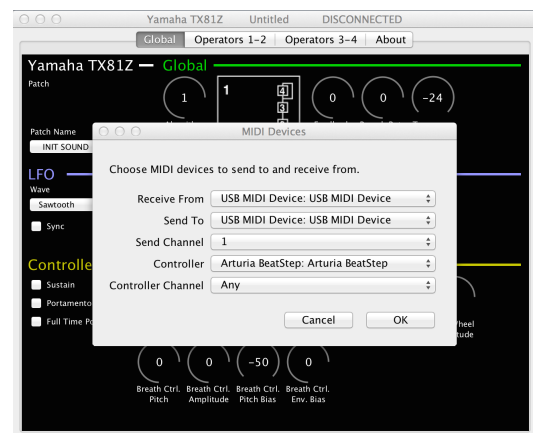 Yamaha TX81Z Untitled DISCONNECTED
Global Operators 1–2 Operators 3–4 About
Yamaha TX81Z — Global
Patch
1
1
4
3
0
0
−24
Patch Name
INIT SOUND
LFO
Wave
Sawtooth
Sync
Controlle
Sustain
Portamento
Full Time Po
MIDI Devices
Choose MIDI devices to send to and receive from.
Receive From USB MIDI Device: USB MIDI Device
Send To USB MIDI Device: USB MIDI Device
Send Channel 1
Controller Arturia BeatStep: Arturia BeatStep
Controller Channel Any
Cancel OK
Wheel
tude
0 0 −50 0
Breath Ctrl. Breath Ctrl. Breath Ctrl. Breath Ctrl.
Pitch Amplitude Pitch Bias Env. Bias